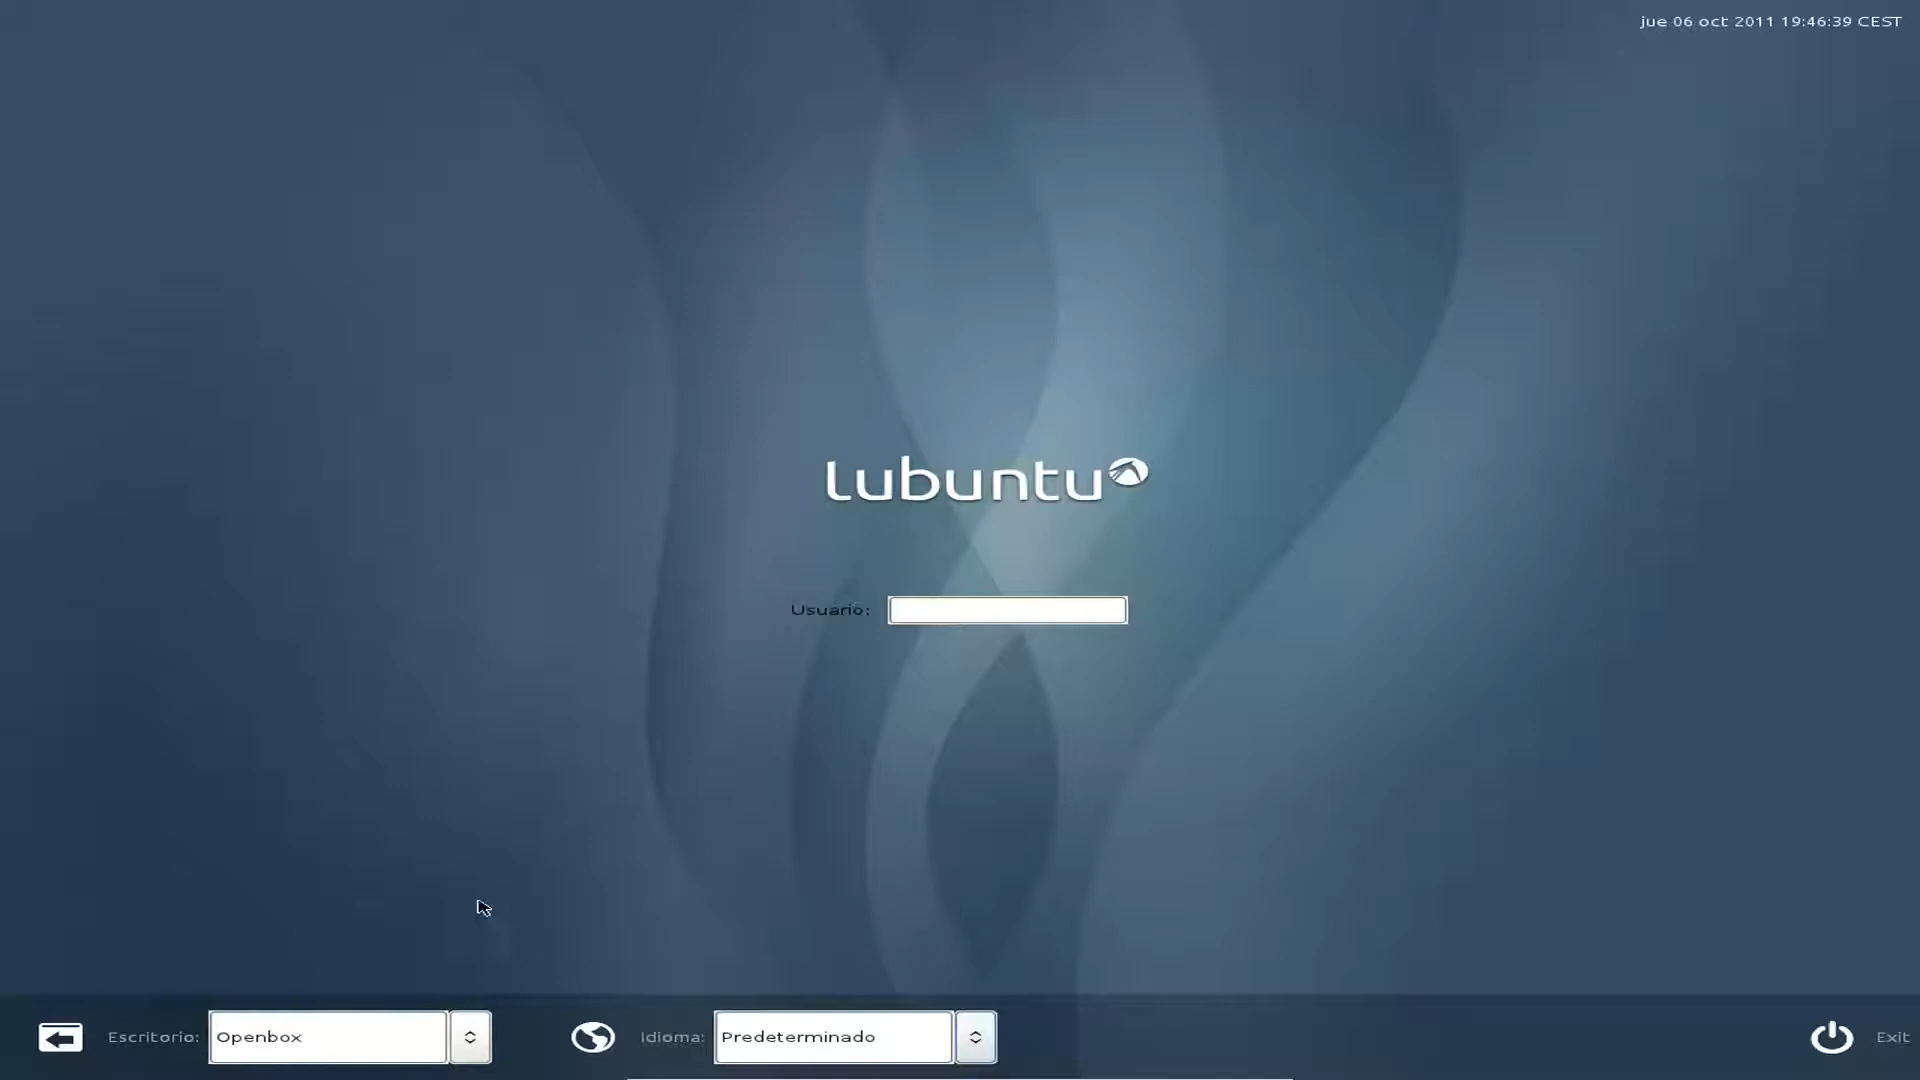 jue 06 oct 2011 19:46:39 CEST
lubuntu
Usuario:
Escritorio: Openbox Idioma: Predeterminado Exit